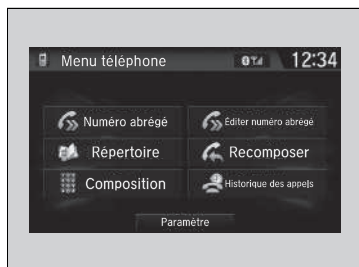 Menu téléphone 12:34
Numéro abrégé Éditer numéro abrégé
Répertoire Recomposer
Composition Historique des appels
Paramètre